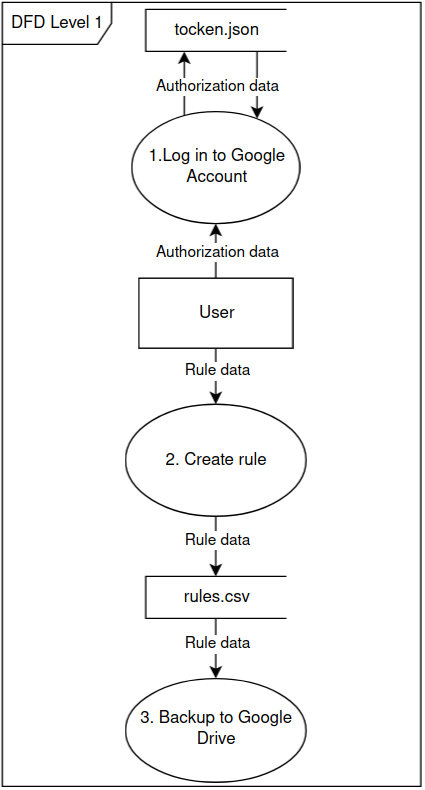 DFD Level 1
tocken.json
Authorization data
1.Log in to Google
Account
Authorization data
User
Rule data
2. Create rule
Rule data
rules.csv
Rule data
3. Backup to Google
Drive